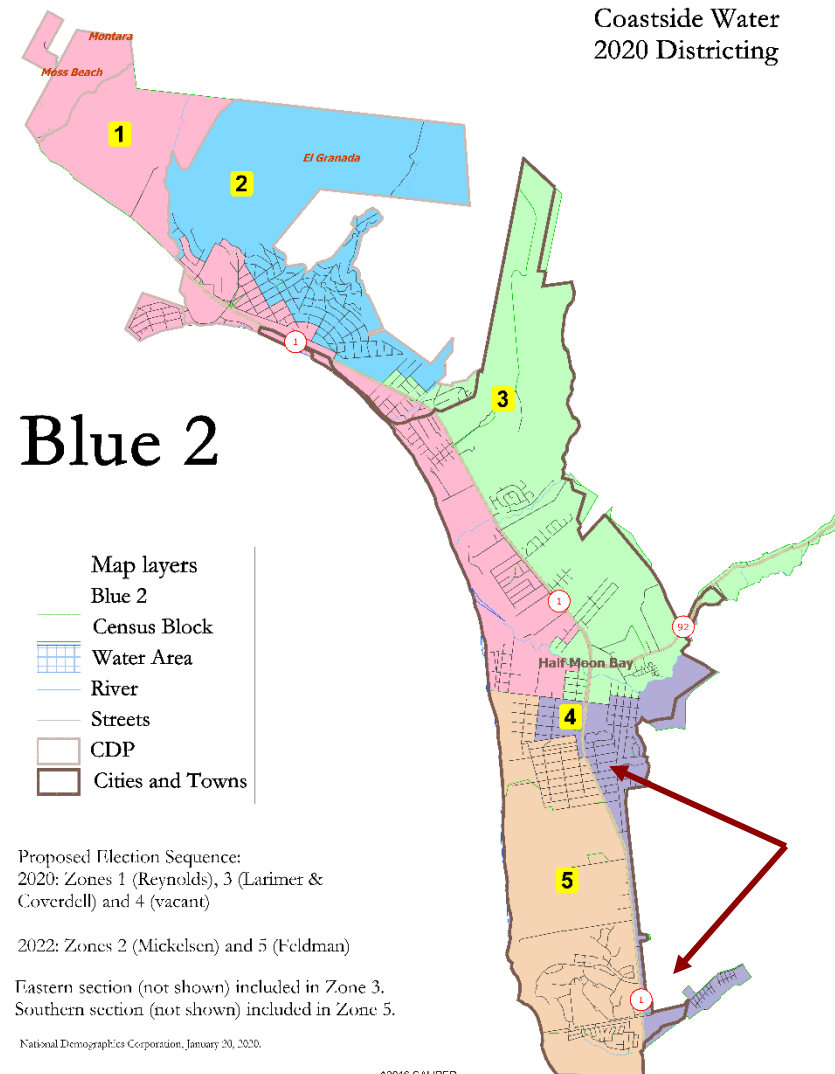 Coastside Water
2020 Districting
Montara
Moss Beach
1
El Granada
2
1
3
Blue 2
Map layers
Blue 2
Census Block
Water Area
River
Streets
CDP
Cities and Towns
1
92
Half Moon Bay
4
5
Proposed Election Sequence:
2020: Zones 1 (Reynolds), 3 (Larimer &
Coverdell) and 4 (vacant)
2022: Zones 2 (Mickelsen) and 5 (Feldman)
Eastern section (not shown) included in Zone 3.
Southern section (not shown) included in Zone 5.
1
National Demographics Corporation, January 20, 2020.